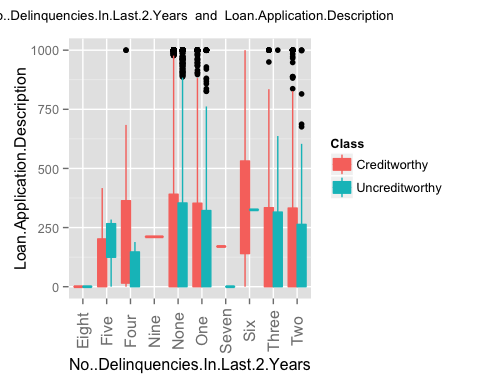 o..Delinquencies.In.Last.2.Years and Loan.Application.Description
1000
750
500
250
0
Loan.Application.Description
Eight
Five
Four
Nine
None
One
Seven
Six
Three
Two
No..Delinquencies.In.Last.2.Years
Class
Creditworthy
Uncreditworthy